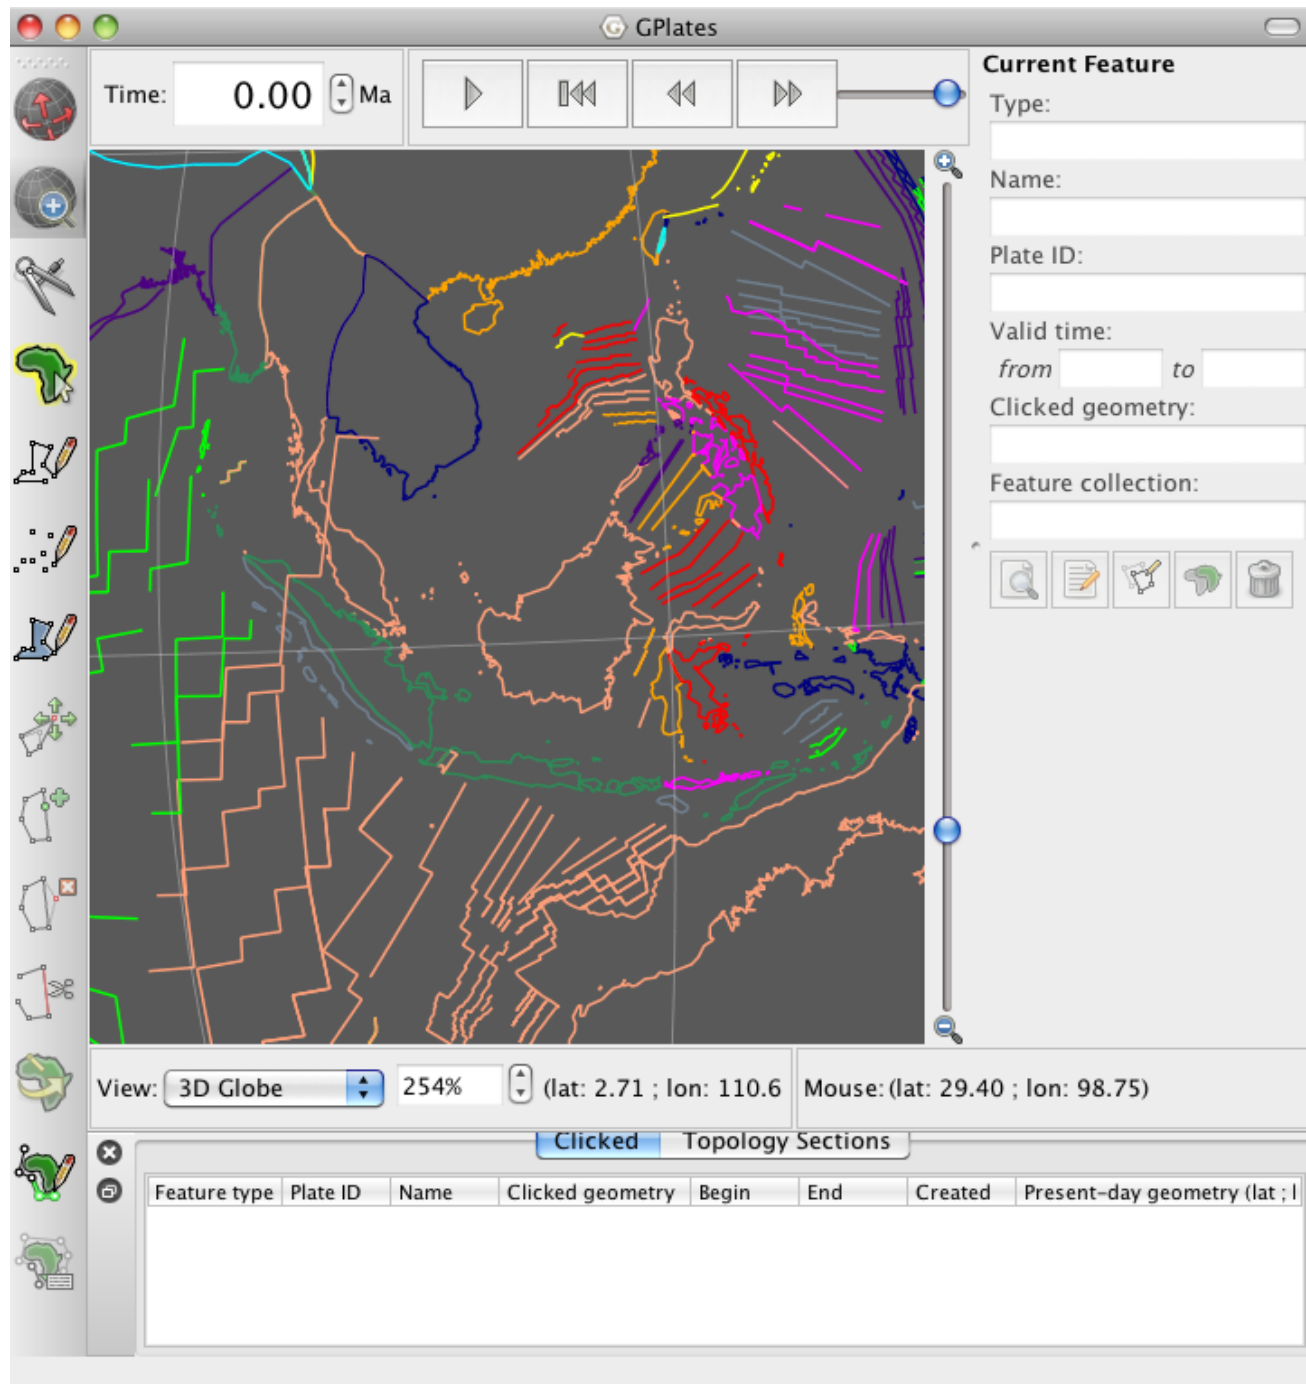 GPlates
Time: 0.00 Ma
Current Feature
Type:
Name:
Plate ID:
Valid time:
from to
Clicked geometry:
Feature collection:
View: 3D Globe 254% (lat: 2.71 ; lon: 110.6 Mouse: (lat: 29.40 ; lon: 98.75)
Clicked Topology Sections
Feature type Plate ID Name Clicked geometry Begin End Created Present-day geometry (lat ; l